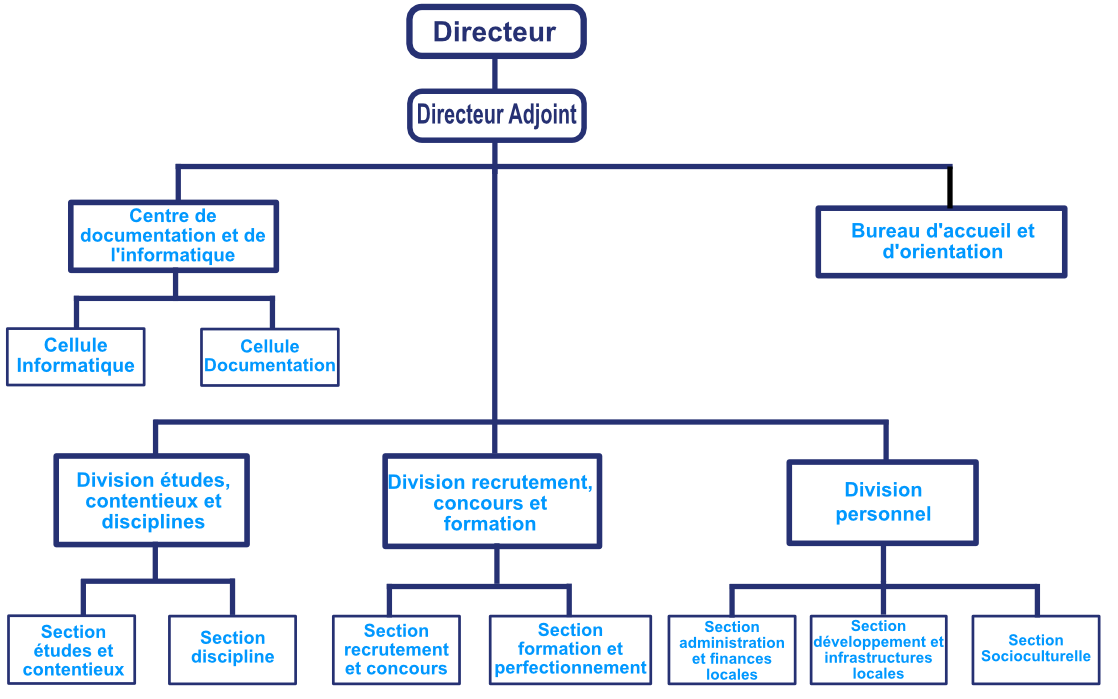 Directeur
Directeur Adjoint
Centre de
documentation et de
l'informatique
Bureau d'accueil et
d'orientation
Cellule
Informatique
Cellule
Documentation
Division études,
contentieux et
disciplines
Division recrutement,
concours et
formation
Division
personnel
Section
études et
contentieux
Section
discipline
Section
recrutement
et concours
Section
formation et
perfectionnement
Section
administration
et finances
locales
Section
développement et
infrastructures
locales
Section
Socioculturelle